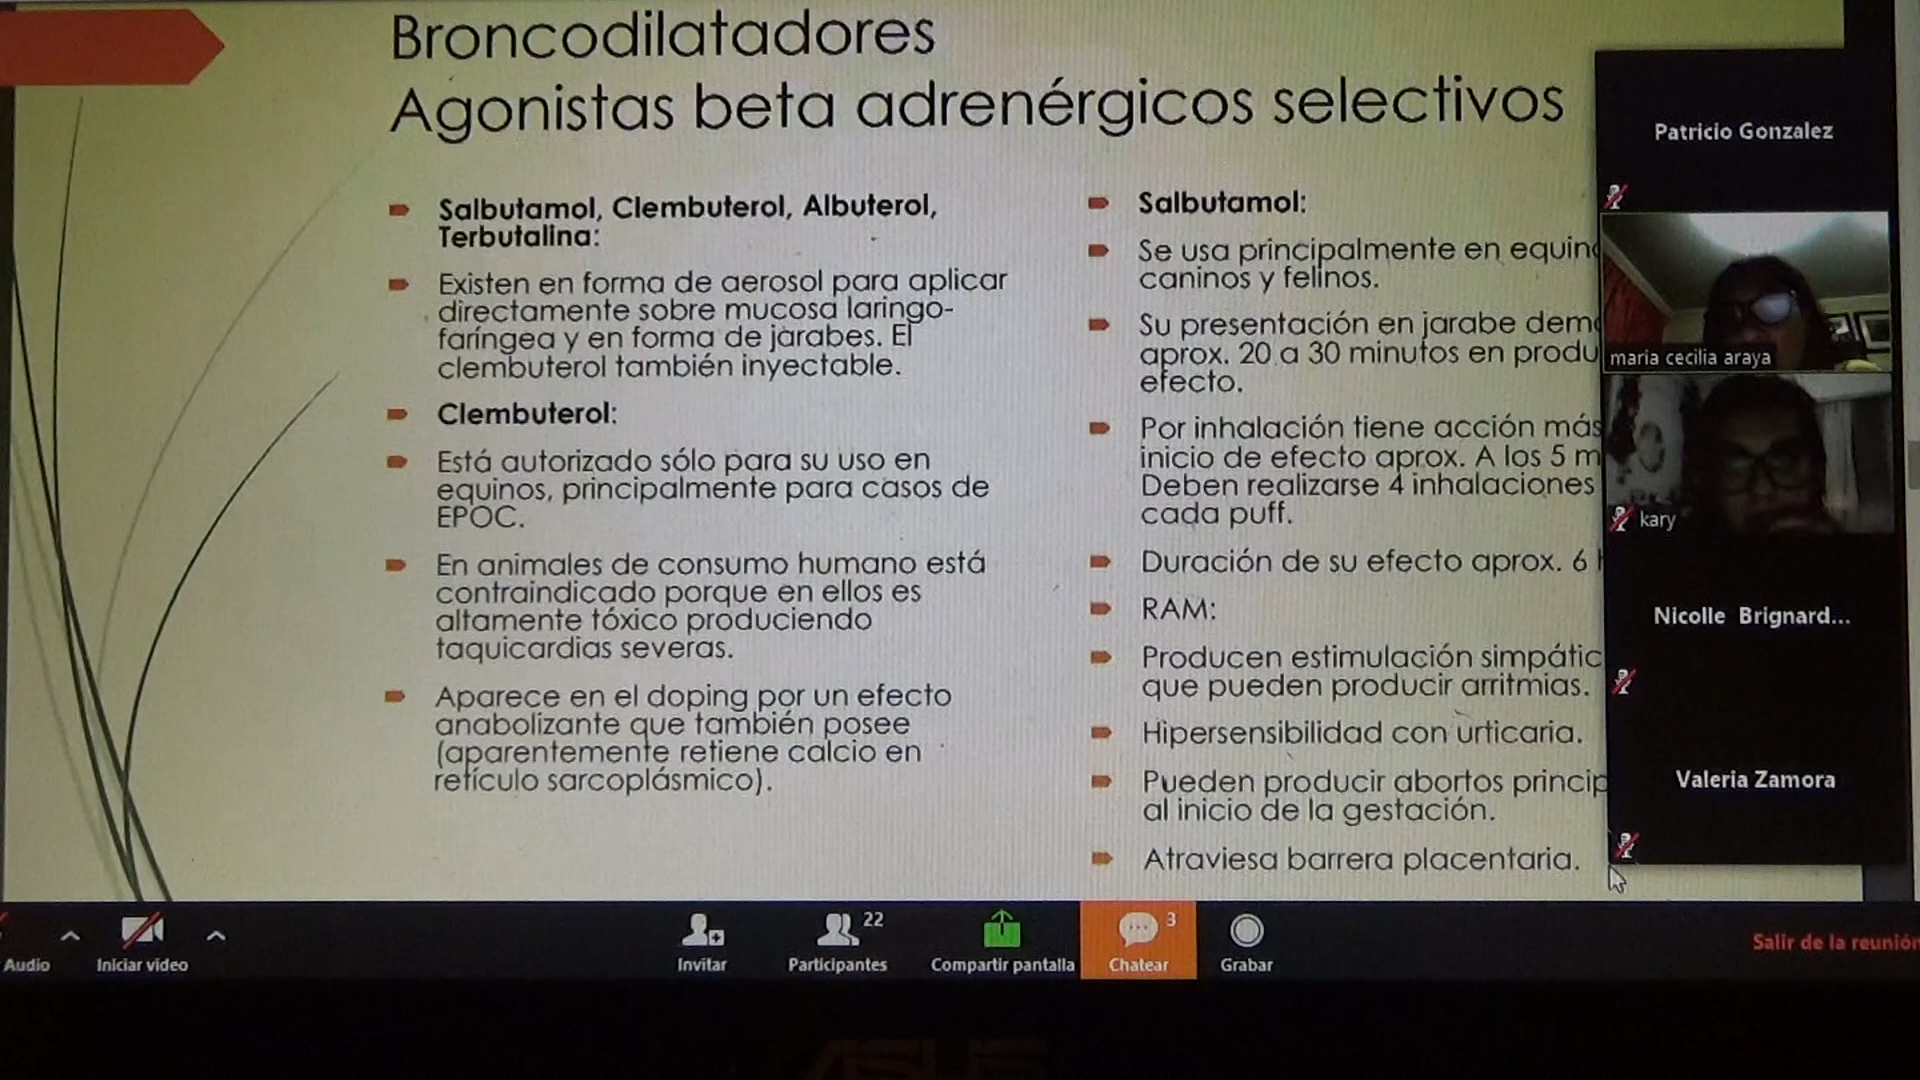 Broncodilatadores
Agonistas beta adrenérgicos selectivos
Salbutamol, Clembuterol, Albuterol,
Terbutalina:
Existen en forma de aerosol para aplicar
directamente sobre mucosa laringo-
faríngea y en forma de jarabes. El
clembuterol también inyectable.
Clembuterol:
Está autorizado sólo para su uso en
equinos, principalmente para casos de
EPOC.
En animales de consumo humano está
contraindicado porque en ellos es
altamente tóxico produciendo
taquicardias severas.
Aparece en el doping por un efecto
anabolizante que también posee
(aparentemente retiene calcio en
retículo sarcoplásmico).
Salbutamol:
Se usa principalmente en
caninos y felinos.
Su presentación en jarabe
aprox. 20 a 30 minutos en
efecto.
Por inhalación tiene acción más
inicio de efecto aprox. A los 5
Deben realizarse 4 inhalaciones
cada puff.
Duración de su efecto aprox. 6
RAM:
Producen estimulación
que pueden producir arritmias.
Hipersensibilidad con urticaria.
Pueden producir abortos
al inicio de la gestación.
Atraviesa barrera placentaria.
Patricio Gonzalez
maria cecilia araya
kary
Nicolle Brignard...
Valeria Zamora
Audio
Iniciar video
Invitar
22
Participantes
Compartir pantalla
3
Chatear
Grabar
Salir de la reunión
ASUS